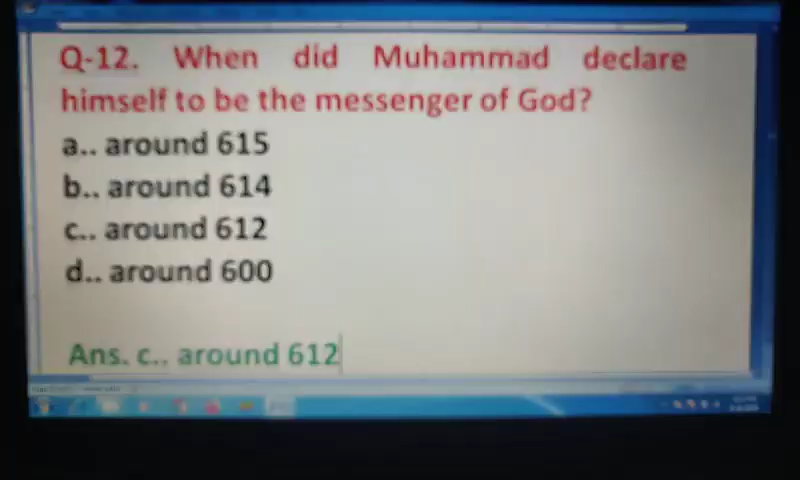 Q-12. When did Muhammad declare
himself to be the messenger of God?
a.. around 615
b.. around 614
c.. around 612
d.. around 600
Ans. c.. around 612